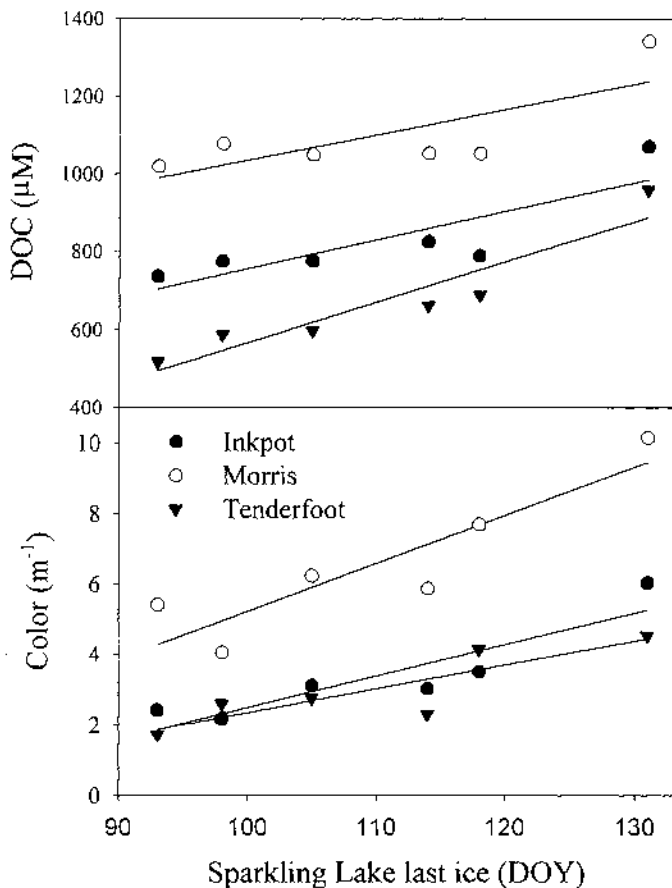 1400
1200
1000
800
600
400
DOC (µM)
10
8
6
4
2
0
Color (m⁻¹)
Inkpot
Morris
Tenderfoot
90 100 110 120 130
Sparkling Lake last ice (DOY)